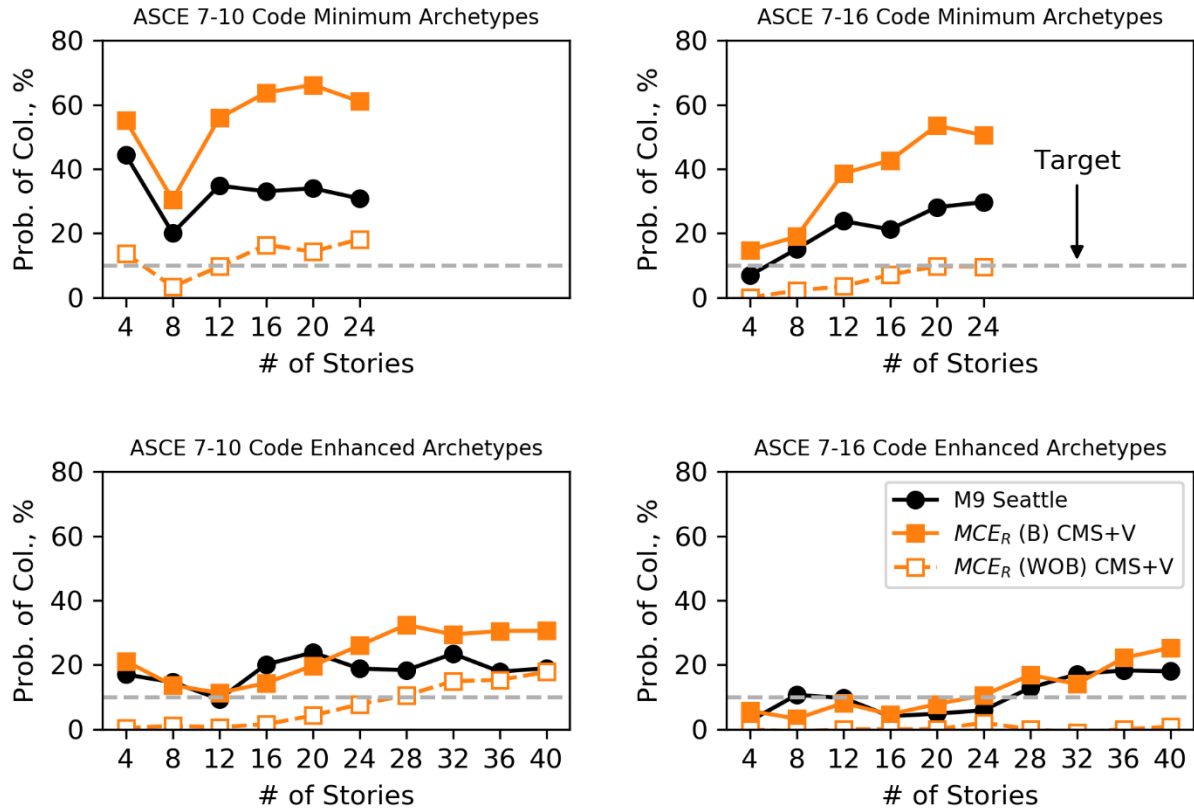 ASCE 7-10 Code Minimum Archetypes
80
60
40
20
0
Prob. of Col., %
4 8 12 16 20 24
# of Stories
ASCE 7-16 Code Minimum Archetypes
80
60
40
20
0
Prob. of Col., %
Target
4 8 12 16 20 24
# of Stories
ASCE 7-10 Code Enhanced Archetypes
80
60
40
20
0
Prob. of Col., %
4 8 12 16 20 24 28 32 36 40
# of Stories
ASCE 7-16 Code Enhanced Archetypes
80
60
40
20
0
Prob. of Col., %
M9 Seattle
MCE_R (B) CMS+V
MCE_R (WOB) CMS+V
4 8 12 16 20 24 28 32 36 40
# of Stories